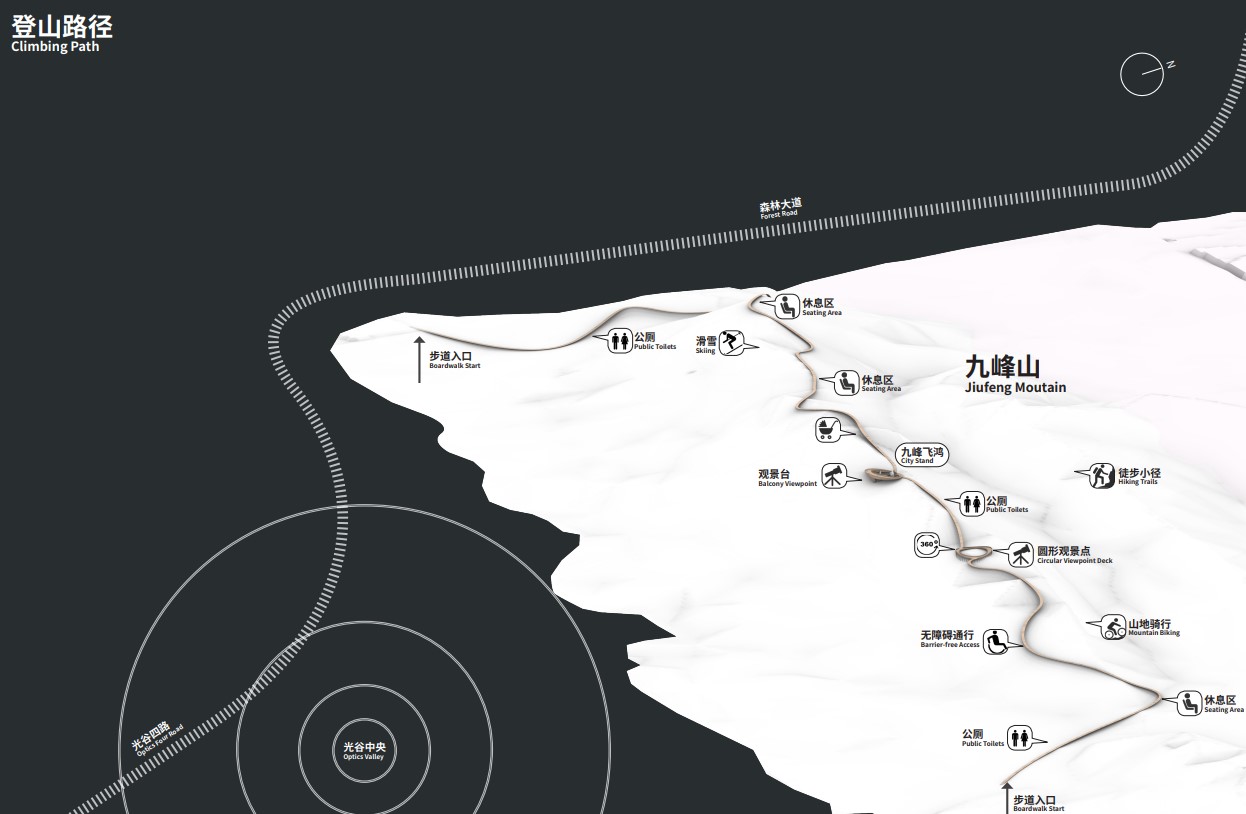 登山路径
Climbing Path
N
森林大道
Forest Road
休息区
Seating Area
公厕
Public Toilets
滑雪
Skiing
步道入口
Boardwalk Start
九峰山
Jiufeng Moutain
休息区
Seating Area
九峰飞鸿
City Stand
观景台
Balcony Viewpoint
徒步小径
Hiking Trails
公厕
Public Toilets
360°
圆形观景点
Circular Viewpoint Deck
山地骑行
Mountain Biking
无障碍通行
Barrier-free Access
休息区
Seating Area
光谷四路
Optics Four Road
光谷中央
Optics Valley
公厕
Public Toilets
步道入口
Boardwalk Start